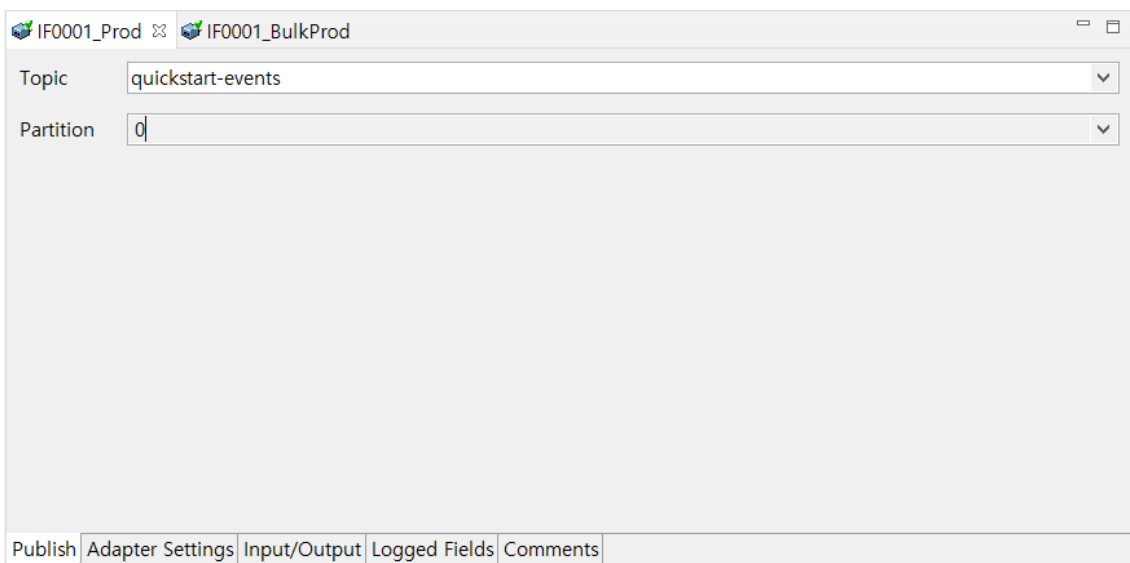 IF0001_Prod IF0001_BulkProd
Topic quickstart-events
Partition 0
Publish Adapter Settings Input/Output Logged Fields Comments